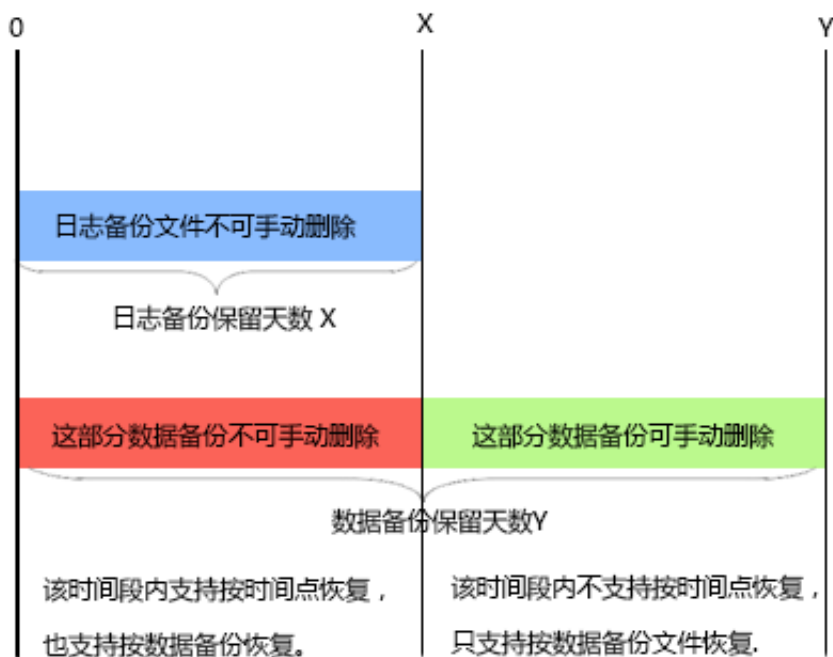 0
X
Y
日志备份文件不可手动删除
日志备份保留天数 X
这部分数据备份不可手动删除
这部分数据备份可手动删除
数据备份保留天数Y
该时间段内支持按时间点恢复，
也支持按数据备份恢复。
该时间段内不支持按时间点恢复，
只支持按数据备份文件恢复.